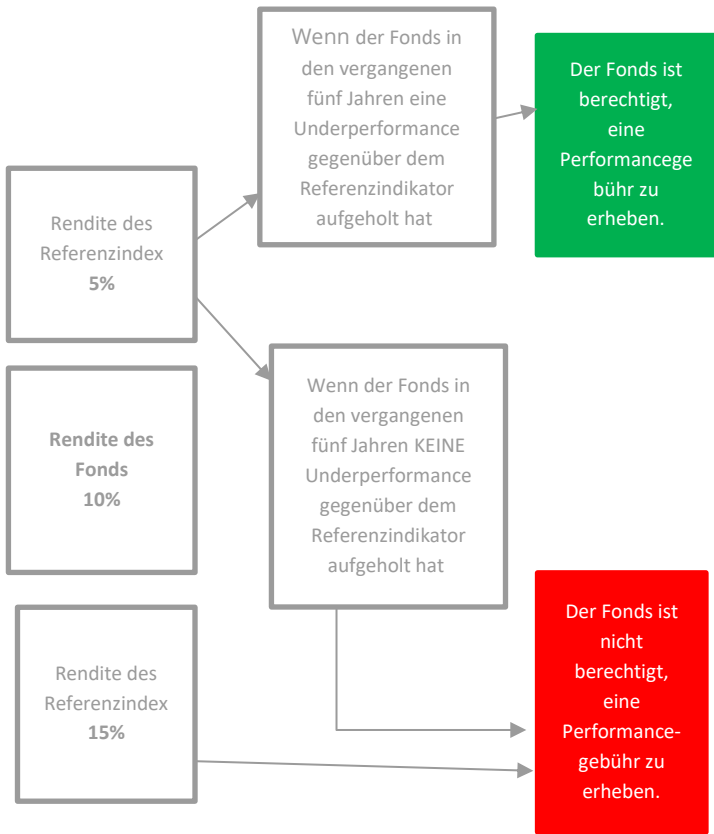 Wenn der Fonds in
den vergangenen
fünf Jahren eine
Underperformance
gegenüber dem
Referenzindikator
aufgeholt hat
Der Fonds ist
berechtigt,
eine
Performancege
bühr zu
erheben.
Rendite des
Referenzindex
5%
Rendite des
Fonds
10%
Wenn der Fonds in
den vergangenen
fünf Jahren KEINE
Underperformance
gegenüber dem
Referenzindikator
aufgeholt hat
Rendite des
Referenzindex
15%
Der Fonds ist
nicht
berechtigt,
eine
Performance-
gebühr zu
erheben.